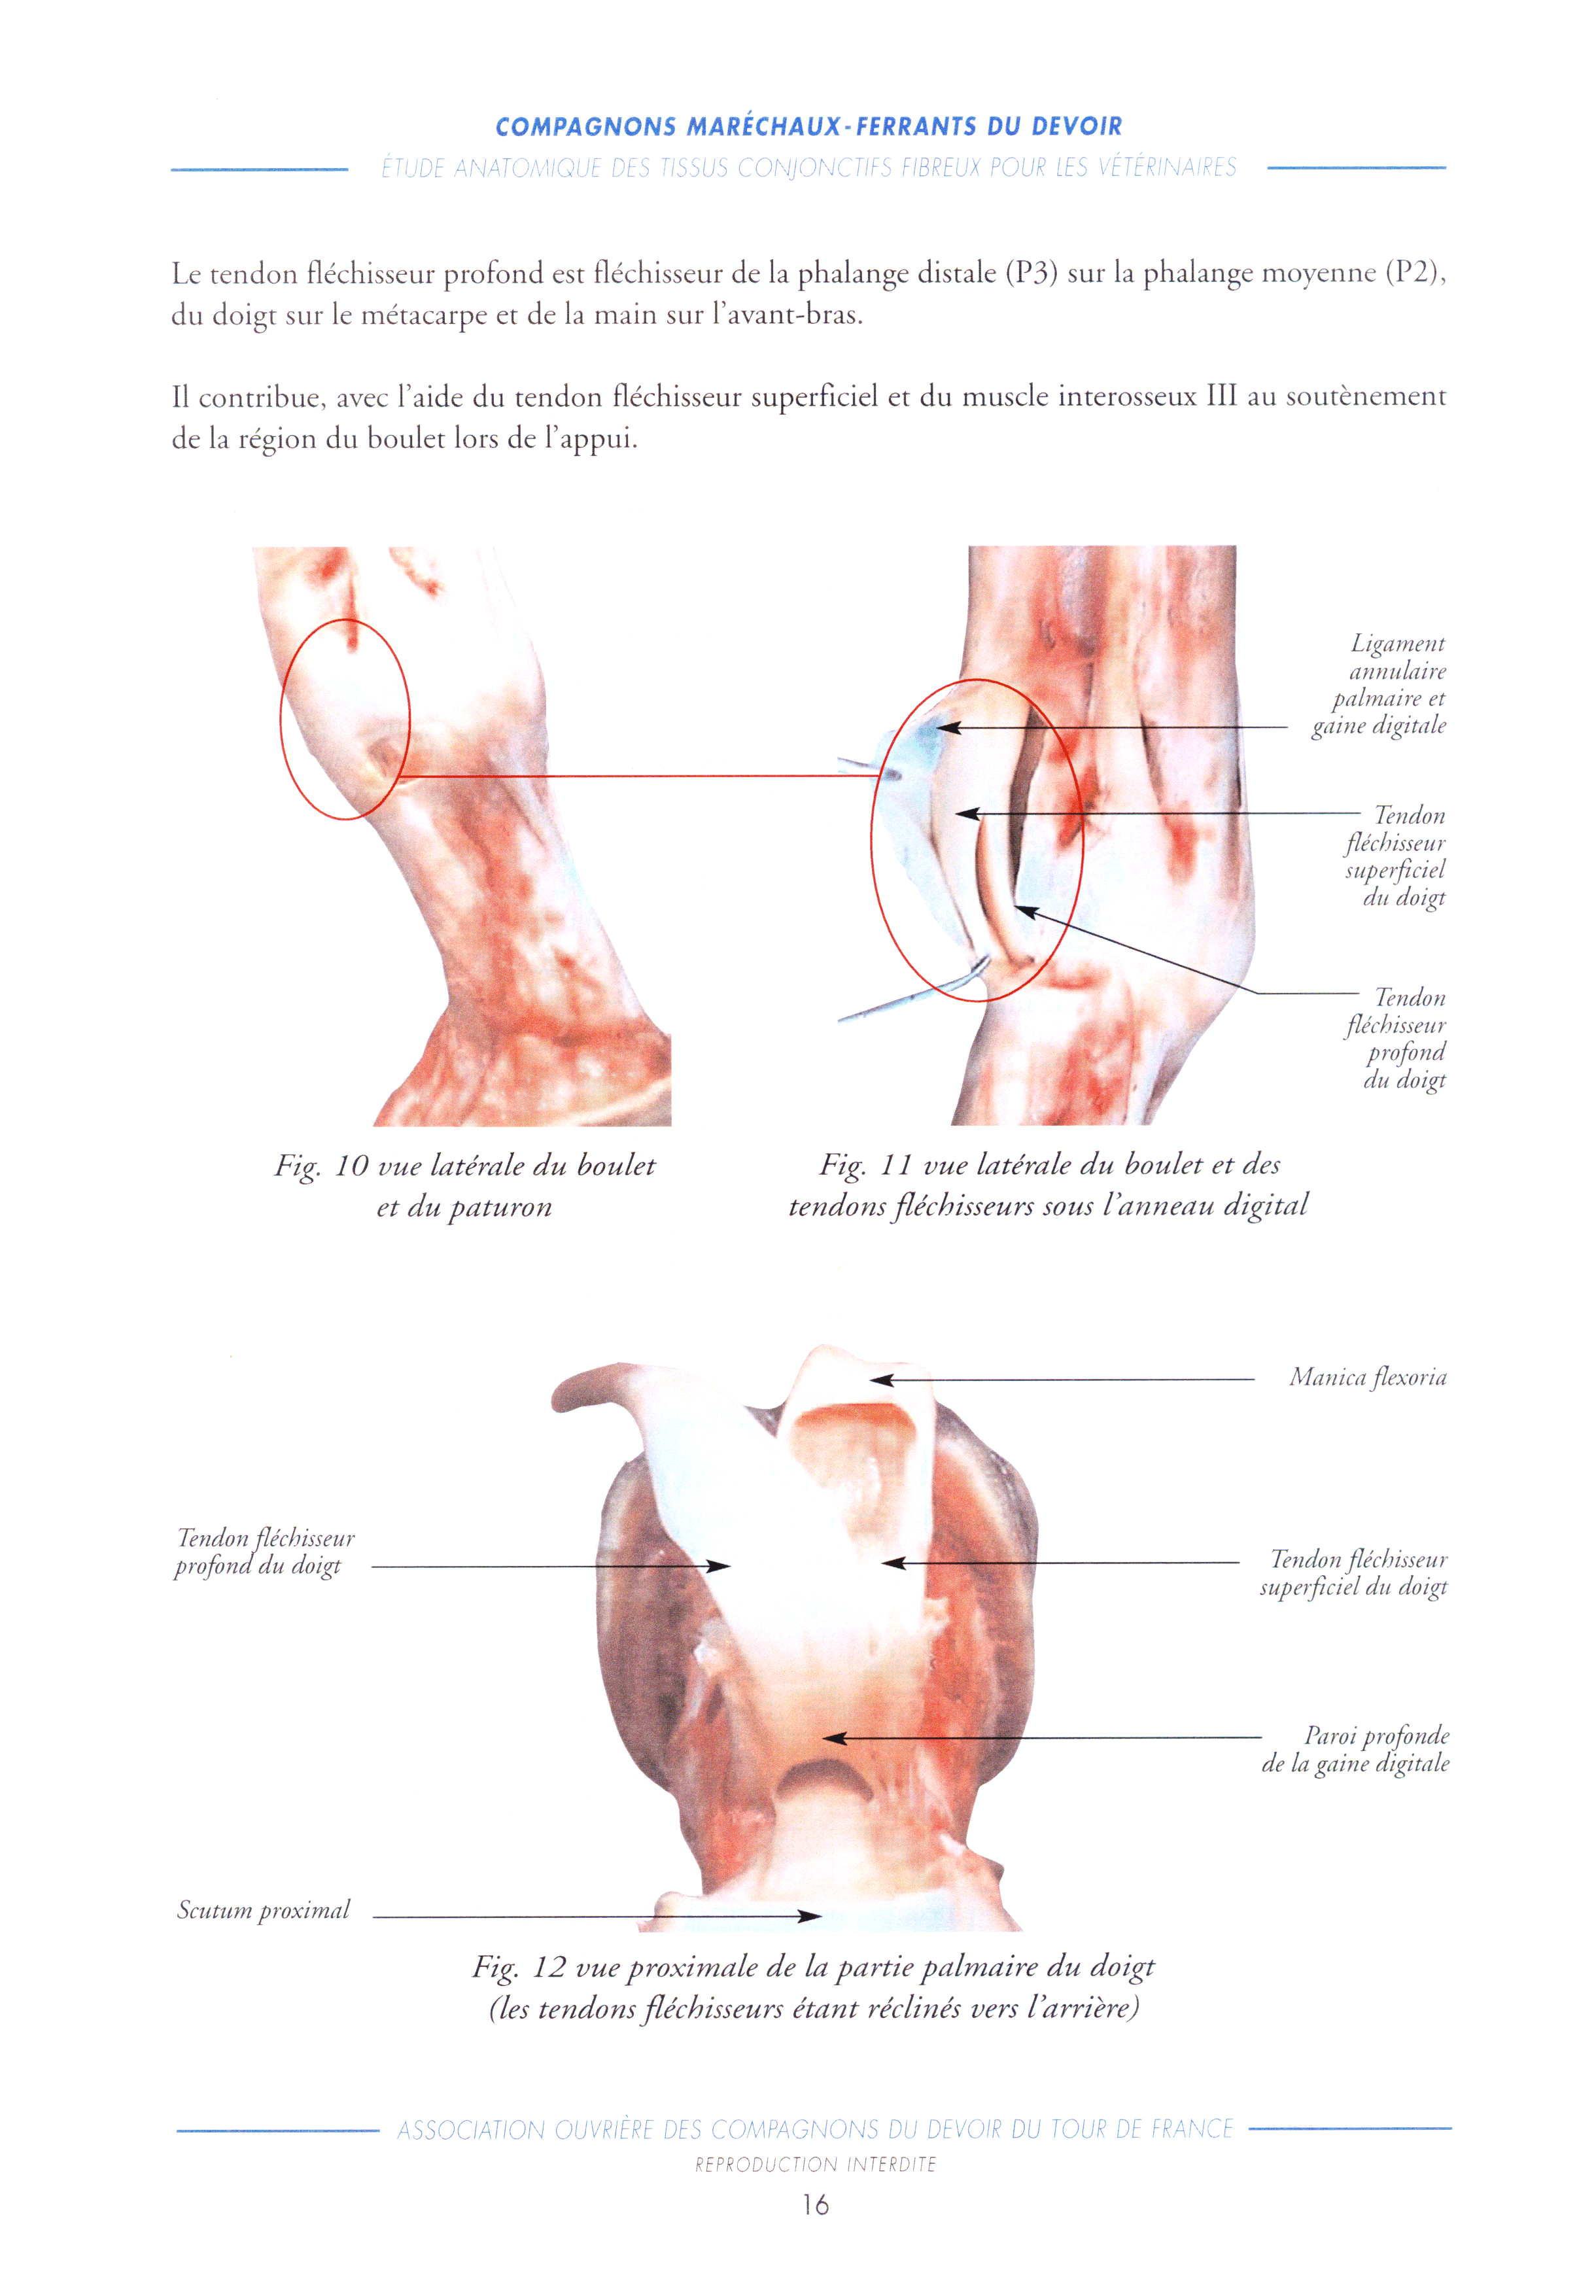 COMPAGNONS MARÉCHAUX-FERRANTS DU DEVOIR
ÉTUDE ANATOMIQUE DES TISSUS CONJONCTIFS FIBREUX POUR LES VÉTÉRINAIRES
Le tendon fléchisseur profond est fléchisseur de la phalange distale (P3) sur la phalange moyenne (P2),
du doigt sur le métacarpe et de la main sur l'avant-bras.
Il contribue, avec l'aide du tendon fléchisseur superficiel et du muscle interosseux III au soutènement
de la région du boulet lors de l'appui.
Ligament
annulaire
palmaire et
gaine digitale
Tendon
fléchisseur
superficiel
du doigt
Tendon
fléchisseur
profond
du doigt
Fig. 10 vue latérale du boulet
et du paturon
Fig. 11 vue latérale du boulet et des
tendons fléchisseurs sous l'anneau digital
Manica flexoria
Tendon fléchisseur
profond du doigt
Tendon fléchisseur
superficiel du doigt
Paroi profonde
de la gaine digitale
Scutum proximal
Fig. 12 vue proximale de la partie palmaire du doigt
(les tendons fléchisseurs étant réclinés vers l'arrière)
ASSOCIATION OUVRIÈRE DES COMPAGNONS DU DEVOIR DU TOUR DE FRANCE
REPRODUCTION INTERDITE
16